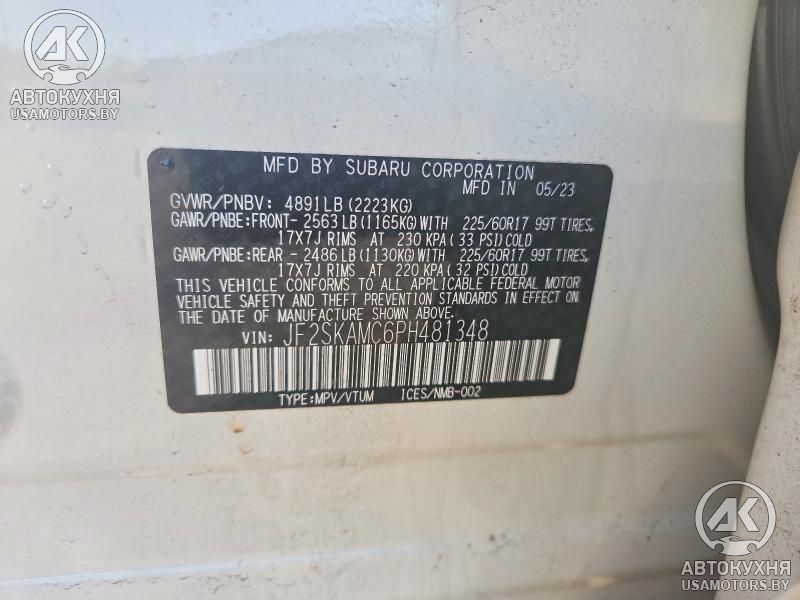 AK
АВТОКУХНЯ
USAMOTORS.BY
MFD BY SUBARU CORPORATION
MFD IN 05/23
GVWR/PNBV: 4891LB(2223KG)
GAWR/PNBE:FRONT- 2563LB(1165KG)WITH 225/60R17 99T TIRES,
17X7J RIMS AT 230 KPA(33 PSI)COLD
GAWR/PNBE:REAR - 2486LB(1130KG)WITH 225/60R17 99T TIRES,
17X7J RIMS AT 220 KPA(32 PSI)COLD
THIS VEHICLE CONFORMS TO ALL APPLICABLE FEDERAL MOTOR
VEHICLE SAFETY AND THEFT PREVENTION STANDARDS IN EFFECT ON
THE DATE OF MANUFACTURE SHOWN ABOVE.
VIN: JF2SKAMC6PH481348
TYPE:MPV/VTUM ICES/NMB-002
AK
АВТОКУХНЯ
USAMOTORS.BY